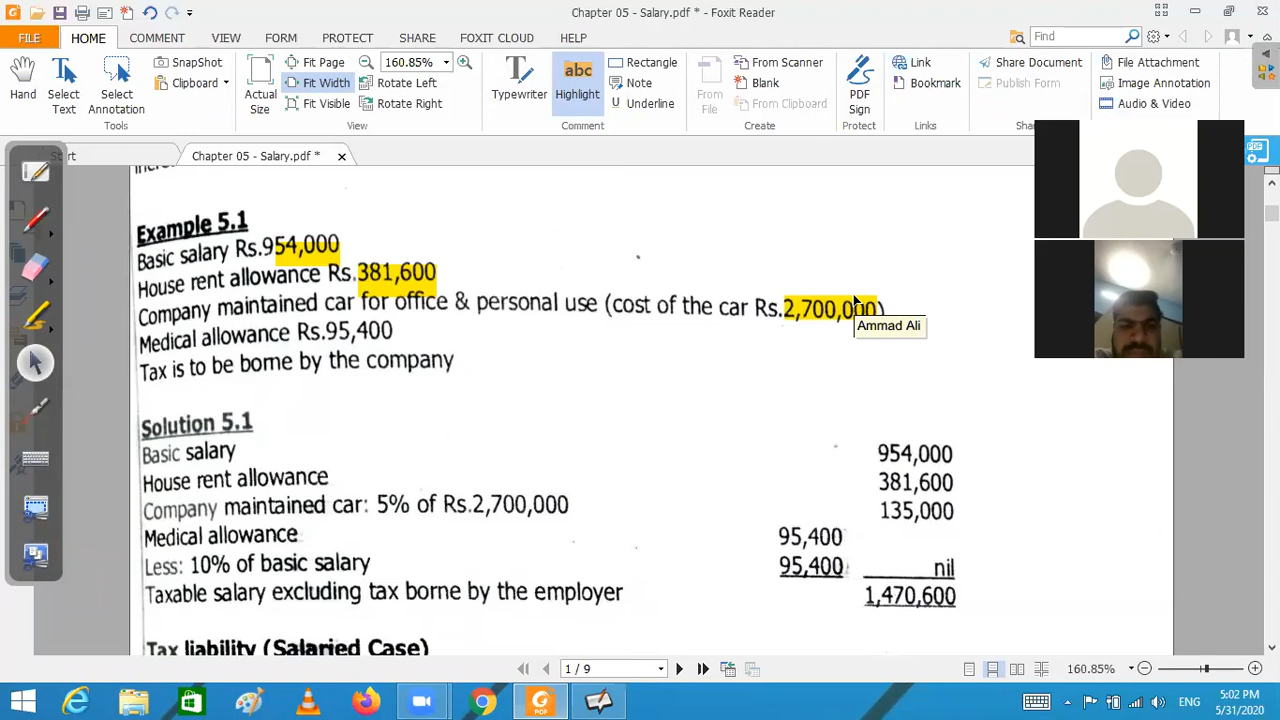 Chapter 05 - Salary.pdf * - Foxit Reader
FILE HOME COMMENT VIEW FORM PROTECT SHARE FOXIT CLOUD HELP
Find
SnapShot
Clipboard
Hand
Select Text
Select Annotation
Tools
Actual Size
Fit Page
Fit Width
Fit Visible
160.85%
Rotate Left
Rotate Right
View
Typewriter
Highlight
Rectangle
Note
Underline
Comment
From File
From Scanner
Blank
From Clipboard
Create
PDF Sign
Protect
Link
Bookmark
Links
Share Document
Publish Form
File Attachment
Image Annotation
Audio & Video
Chapter 05 - Salary.pdf *
Example 5.1
Basic salary Rs.954,000
House rent allowance Rs.381,600
Company maintained car for office & personal use (cost of the car Rs.2,700,000)
Ammad Ali
Medical allowance Rs.95,400
Tax is to be borne by the company
Solution 5.1
Basic salary 954,000
House rent allowance 381,600
Company maintained car: 5% of Rs.2,700,000 135,000
Medical allowance 95,400
Less: 10% of basic salary 95,400 nil
Taxable salary excluding tax borne by the employer 1,470,600
Tax liability (Salaried Case)
1 / 9
160.85%
ENG
5:02 PM
5/31/2020